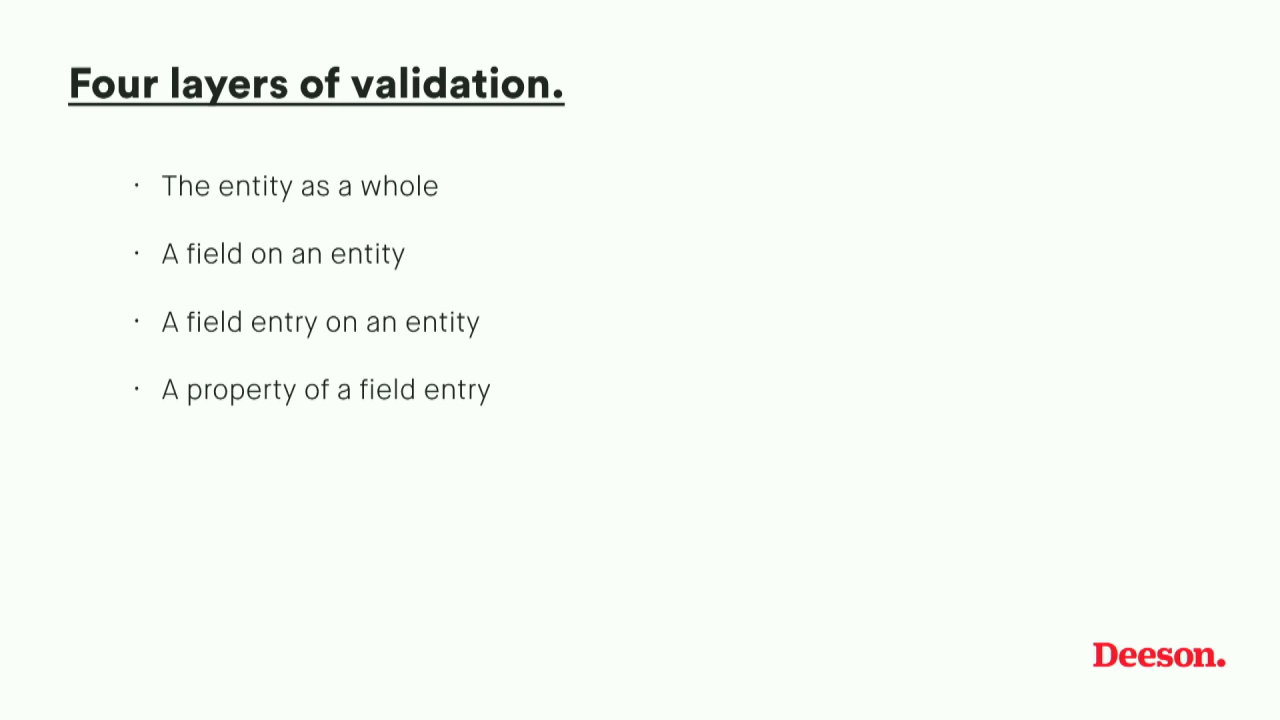 Four layers of validation.
· The entity as a whole
· A field on an entity
· A field entry on an entity
· A property of a field entry
Deeson.